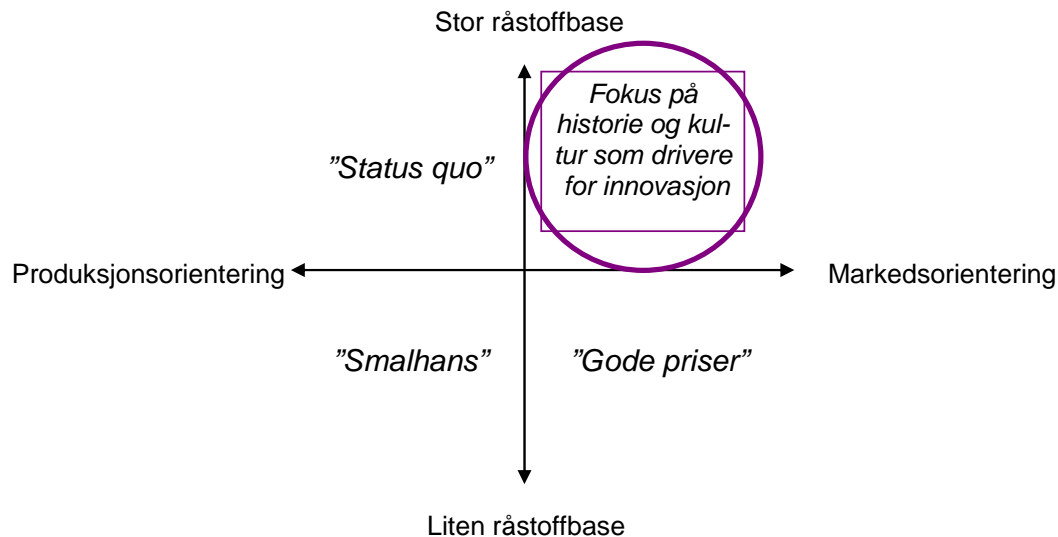 Stor råstoffbase
Fokus på
historie og kul-
tur som drivere
for innovasjon
”Status quo”
Produksjonsorientering
Markedsorientering
”Smalhans”
”Gode priser”
Liten råstoffbase